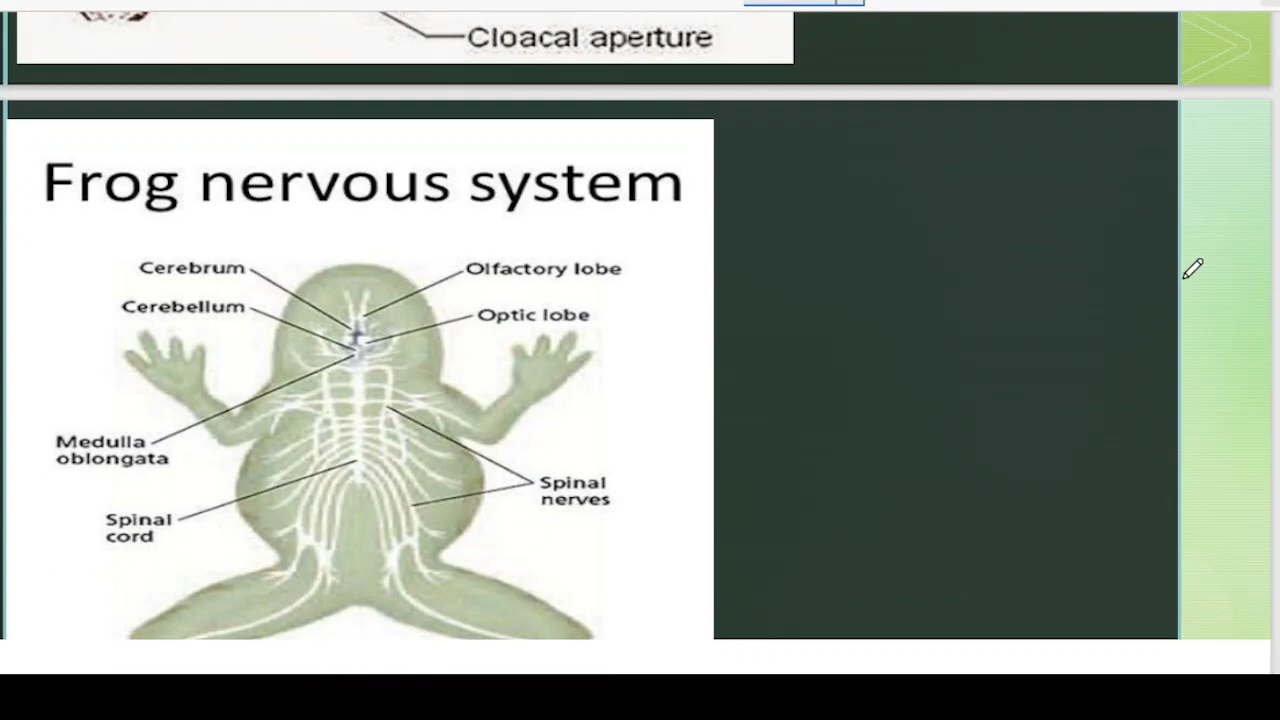 Cloacal aperture
Frog nervous system
Cerebrum
Olfactory lobe
Cerebellum
Optic lobe
Medulla
oblongata
Spinal
nerves
Spinal
cord